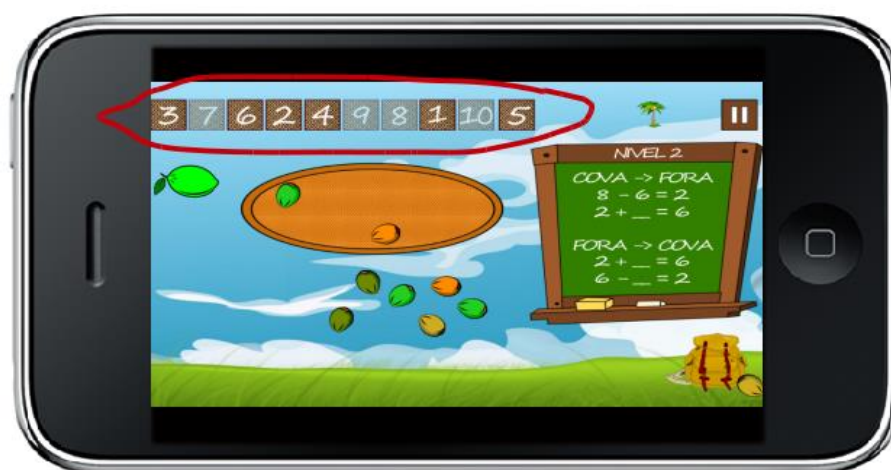 3 7 6 2 4 9 8 1 10 5
NIVEL 2
COVA -> FORA
8 - 6 = 2
2 + __ = 6
FORA -> COVA
2 + __ = 6
6 - __ = 2